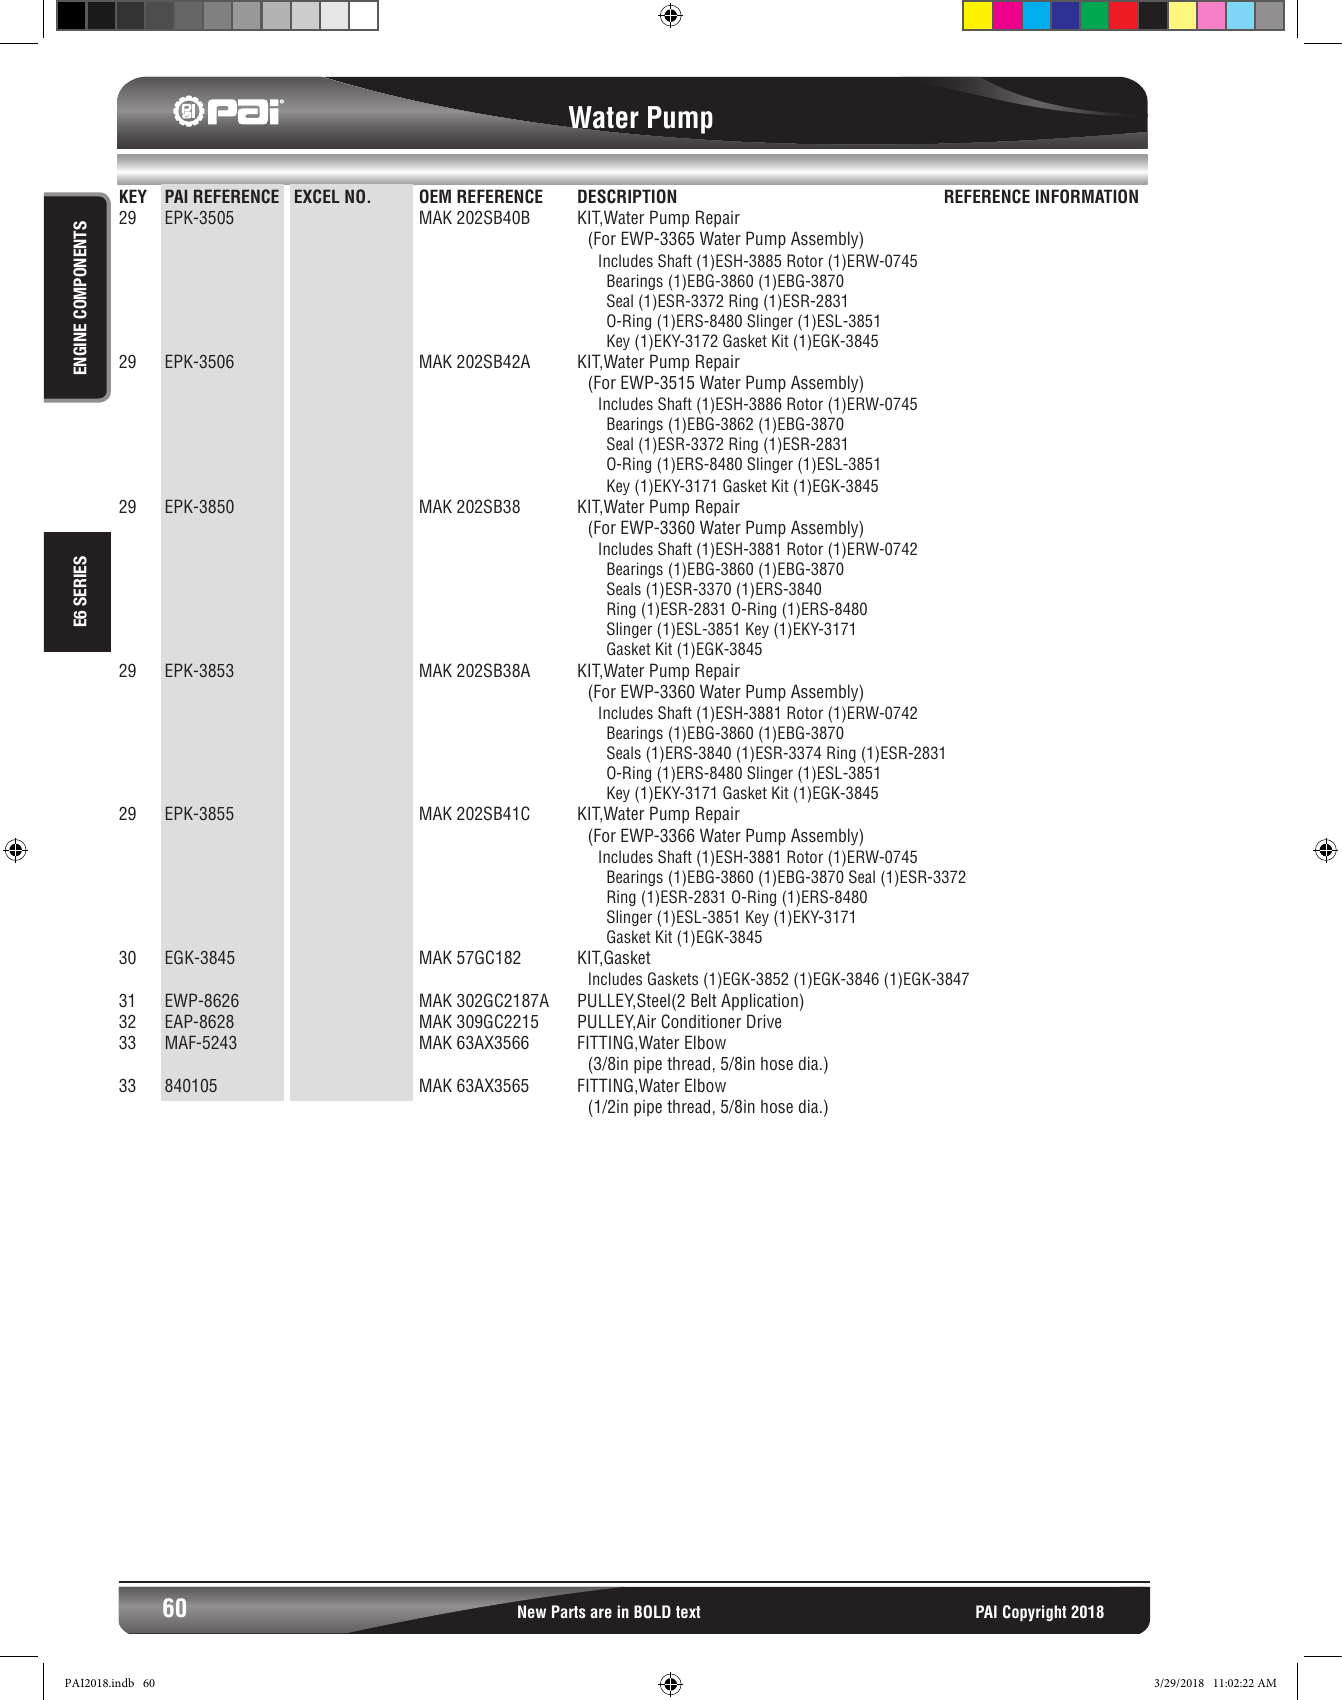 PAI
Water Pump
KEY PAI REFERENCE EXCEL NO. OEM REFERENCE DESCRIPTION REFERENCE INFORMATION
29 EPK-3505 MAK 202SB40B KIT,Water Pump Repair
(For EWP-3365 Water Pump Assembly)
Includes Shaft (1)ESH-3885 Rotor (1)ERW-0745
Bearings (1)EBG-3860 (1)EBG-3870
Seal (1)ESR-3372 Ring (1)ESR-2831
O-Ring (1)ERS-8480 Slinger (1)ESL-3851
Key (1)EKY-3172 Gasket Kit (1)EGK-3845
29 EPK-3506 MAK 202SB42A KIT,Water Pump Repair
(For EWP-3515 Water Pump Assembly)
Includes Shaft (1)ESH-3886 Rotor (1)ERW-0745
Bearings (1)EBG-3862 (1)EBG-3870
Seal (1)ESR-3372 Ring (1)ESR-2831
O-Ring (1)ERS-8480 Slinger (1)ESL-3851
Key (1)EKY-3171 Gasket Kit (1)EGK-3845
29 EPK-3850 MAK 202SB38 KIT,Water Pump Repair
(For EWP-3360 Water Pump Assembly)
Includes Shaft (1)ESH-3881 Rotor (1)ERW-0742
Bearings (1)EBG-3860 (1)EBG-3870
Seals (1)ESR-3370 (1)ERS-3840
Ring (1)ESR-2831 O-Ring (1)ERS-8480
Slinger (1)ESL-3851 Key (1)EKY-3171
Gasket Kit (1)EGK-3845
29 EPK-3853 MAK 202SB38A KIT,Water Pump Repair
(For EWP-3360 Water Pump Assembly)
Includes Shaft (1)ESH-3881 Rotor (1)ERW-0742
Bearings (1)EBG-3860 (1)EBG-3870
Seals (1)ERS-3840 (1)ESR-3374 Ring (1)ESR-2831
O-Ring (1)ERS-8480 Slinger (1)ESL-3851
Key (1)EKY-3171 Gasket Kit (1)EGK-3845
29 EPK-3855 MAK 202SB41C KIT,Water Pump Repair
(For EWP-3366 Water Pump Assembly)
Includes Shaft (1)ESH-3881 Rotor (1)ERW-0745
Bearings (1)EBG-3860 (1)EBG-3870 Seal (1)ESR-3372
Ring (1)ESR-2831 O-Ring (1)ERS-8480
Slinger (1)ESL-3851 Key (1)EKY-3171
Gasket Kit (1)EGK-3845
30 EGK-3845 MAK 57GC182 KIT,Gasket
Includes Gaskets (1)EGK-3852 (1)EGK-3846 (1)EGK-3847
31 EWP-8626 MAK 302GC2187A PULLEY,Steel(2 Belt Application)
32 EAP-8628 MAK 309GC2215 PULLEY,Air Conditioner Drive
33 MAF-5243 MAK 63AX3566 FITTING,Water Elbow
(3/8in pipe thread, 5/8in hose dia.)
33 840105 MAK 63AX3565 FITTING,Water Elbow
(1/2in pipe thread, 5/8in hose dia.)
ENGINE COMPONENTS
E6 SERIES
60 New Parts are in BOLD text PAI Copyright 2018
PAI2018.indb 60 3/29/2018 11:02:22 AM